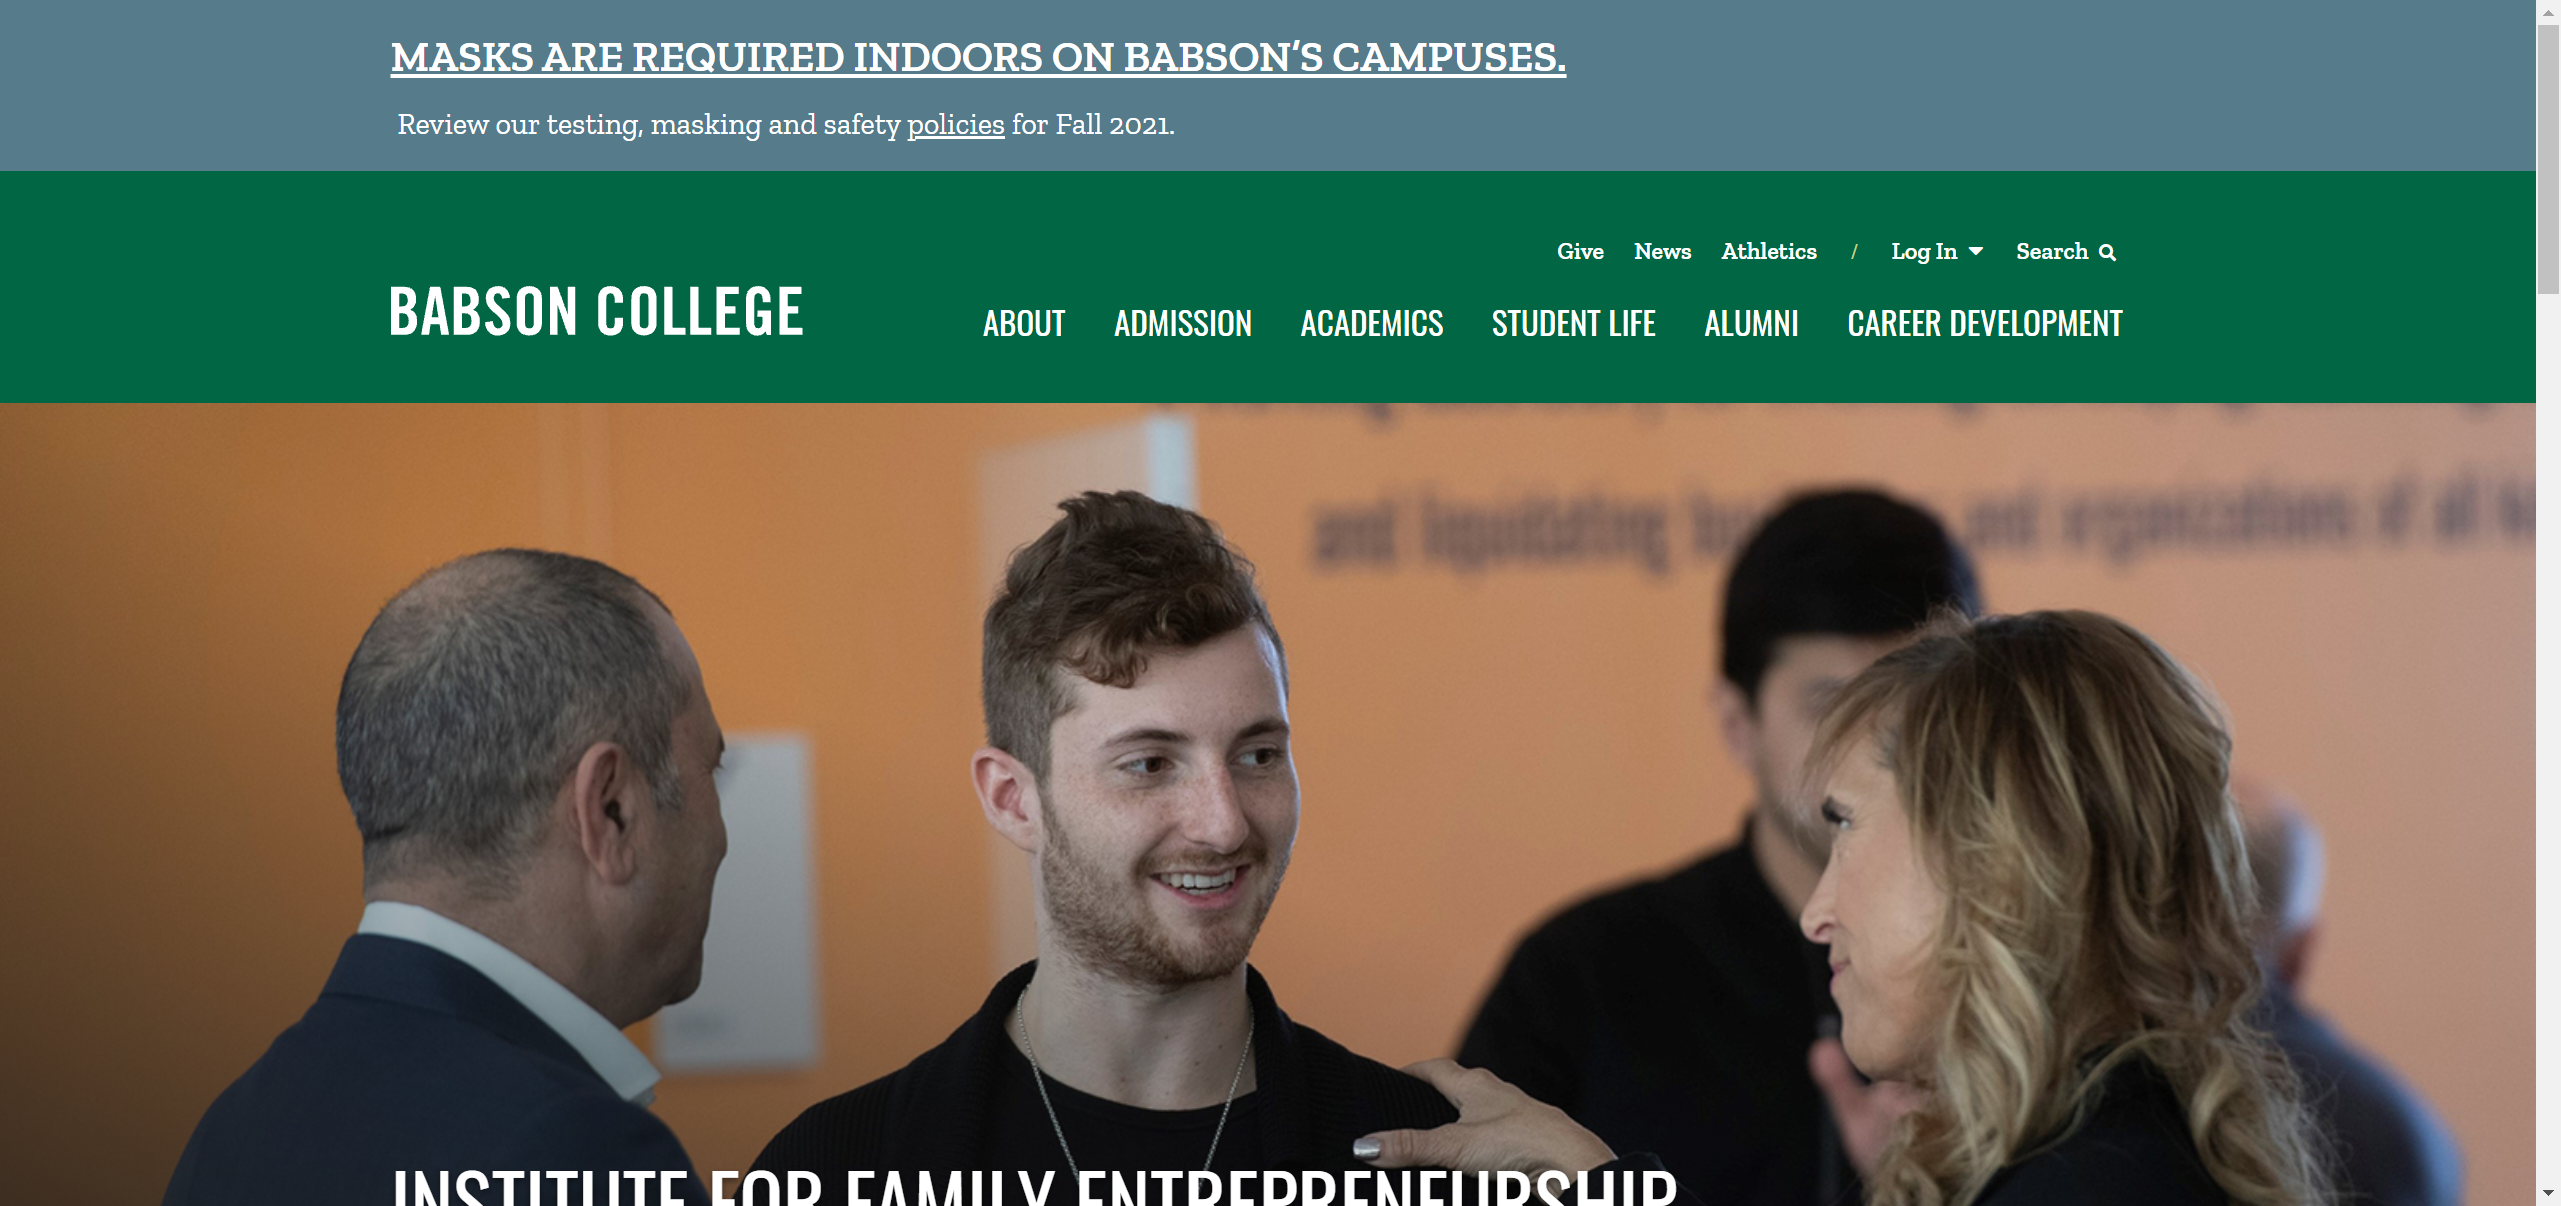 MASKS ARE REQUIRED INDOORS ON BABSON'S CAMPUSES.
Review our testing, masking and safety policies for Fall 2021.
Give News Athletics / Log In Search
BABSON COLLEGE
ABOUT ADMISSION ACADEMICS STUDENT LIFE ALUMNI CAREER DEVELOPMENT
and liquidating and organizations of all
INSTITUTE FOR FAMILY ENTREPRENEURSHIP